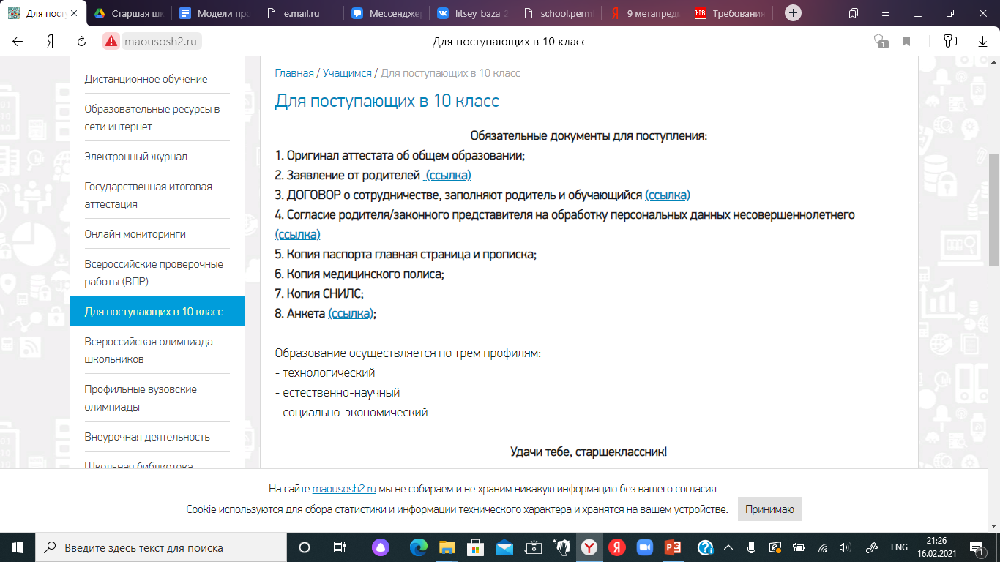 Для пост
Старшая шк
Модели про
e.mail.ru
Мессенджер
litsey_baza_2
school.perm
9 метапредм
Требования
maousosh2.ru
Для поступающих в 10 класс
1
Дистанционное обучение
Образовательные ресурсы в
сети интернет
Электронный журнал
Государственная итоговая
аттестация
Онлайн мониторинги
Всероссийские проверочные
работы (ВПР)
Для поступающих в 10 класс
Всероссийская олимпиада
школьников
Профильные вузовские
олимпиады
Внеурочная деятельность
Школьная библиотека
Главная / Учащимся / Для поступающих в 10 класс
Для поступающих в 10 класс
Обязательные документы для поступления:
1. Оригинал аттестата об общем образовании;
2. Заявление от родителей (ссылка)
3. ДОГОВОР о сотрудничестве, заполняют родитель и обучающийся (ссылка)
4. Согласие родителя/законного представителя на обработку персональных данных несовершеннолетнего
(ссылка)
5. Копия паспорта главная страница и прописка;
6. Копия медицинского полиса;
7. Копия СНИЛС;
8. Анкета (ссылка);
Образование осуществляется по трем профилям:
- технологический
- естественно-научный
- социально-экономический
Удачи тебе, старшеклассник!
На сайте maousosh2.ru мы не собираем и не храним никакую информацию без вашего согласия.
Cookie используются для сбора статистики и информации технического характера и хранятся на вашем устройстве. Принимаю
Введите здесь текст для поиска
ENG
21:26
16.02.2021
1